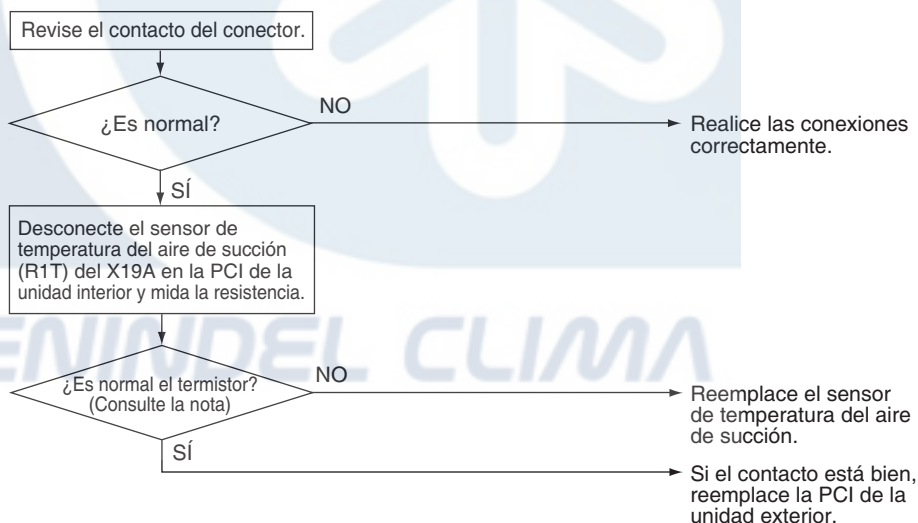 Revise el contacto del conector.
¿Es normal?
NO
Realice las conexiones
correctamente.
SÍ
Desconecte el sensor de
temperatura del aire de succión
(R1T) del X19A en la PCI de la
unidad interior y mida la resistencia.
¿Es normal el termistor?
(Consulte la nota)
NO
Reemplace el sensor
de temperatura del aire
de succión.
SÍ
Si el contacto está bien,
reemplace la PCI de la
unidad exterior.
ENINDEL CLIMA